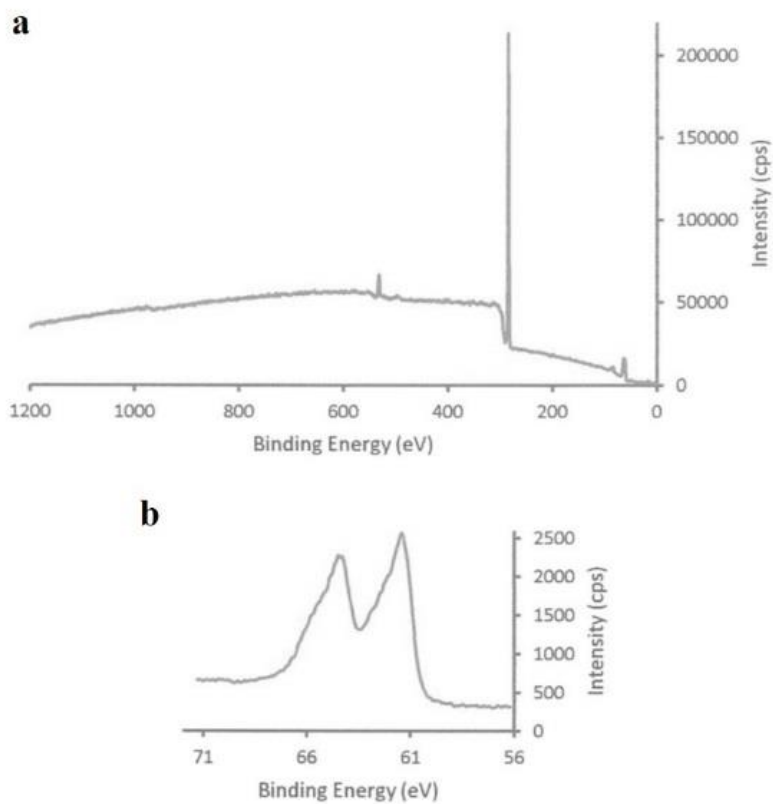 a
200000
150000
100000
50000
0
Intensity (cps)
1200 1000 800 600 400 200 0
Binding Energy (eV)
b
2500
2000
1500
1000
500
0
Intensity (cps)
71 66 61 56
Binding Energy (eV)